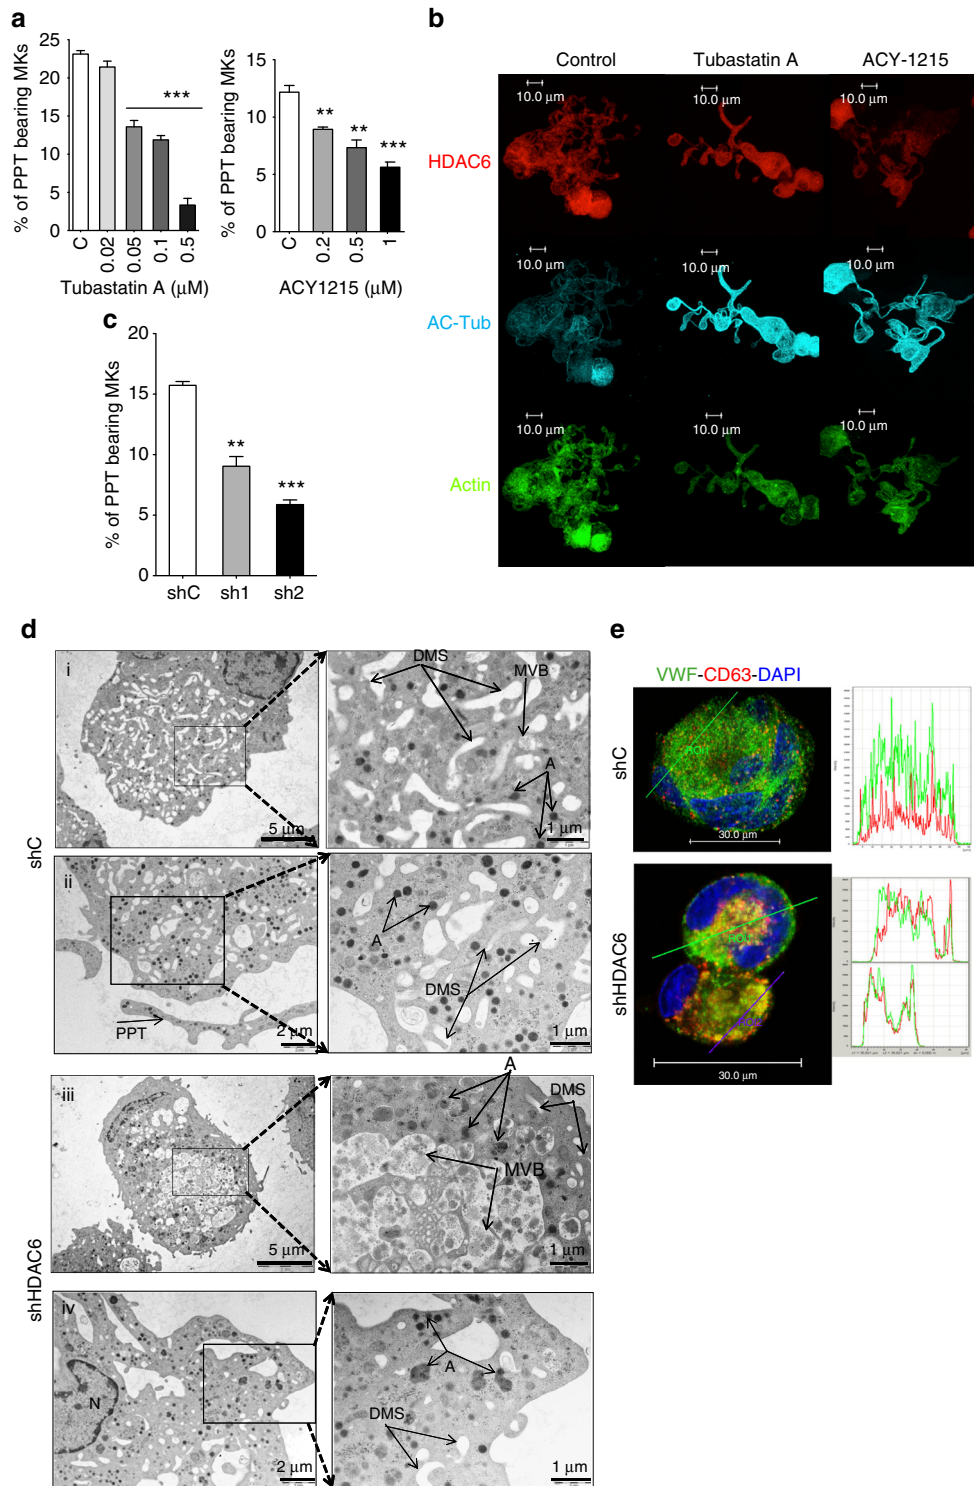 a
% of PPT bearing MKs
25
20
15
10
5
0
***
C
0.02
0.05
0.1
0.5
Tubastatin A (μM)
% of PPT bearing MKs
15
10
5
0
**
**
***
C
0.2
0.5
1
ACY1215 (μM)
b
Control
Tubastatin A
ACY-1215
HDAC6
10.0 μm
10.0 μm
10.0 μm
AC-Tub
10.0 μm
10.0 μm
10.0 μm
Actin
10.0 μm
10.0 μm
10.0 μm
c
% of PPT bearing MKs
20
15
10
5
0
**
***
shC
sh1
sh2
d
shC
i
5 μm
DMS
MVB
A
1 μm
ii
PPT
2 μm
A
DMS
1 μm
shHDAC6
iii
5 μm
A
DMS
MVB
1 μm
iv
N
2 μm
A
DMS
1 μm
e
VWF-CD63-DAPI
shC
30.0 μm
shHDAC6
30.0 μm